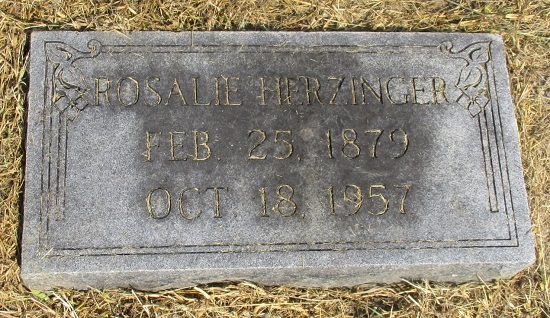 ROSALIE HERZINGER
FEB. 25, 1879
OCT 18, 1957